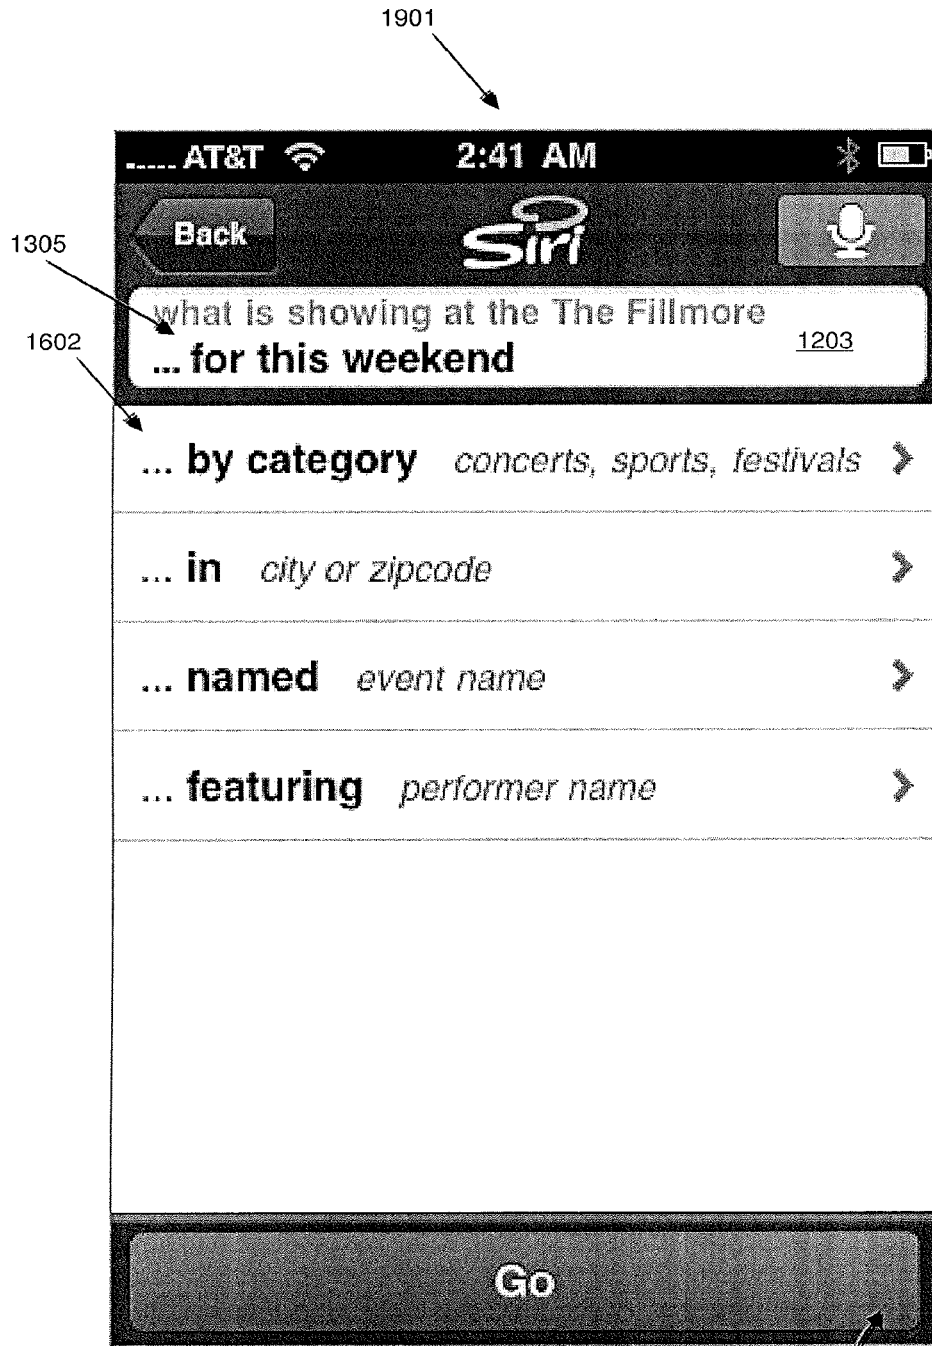 1901
..... AT&T 2:41 AM
1305
Back Siri
what is showing at the The Fillmore
... for this weekend 1203
1602
... by category concerts, sports, festivals
... in city or zipcode
... named event name
... featuring performer name
Go